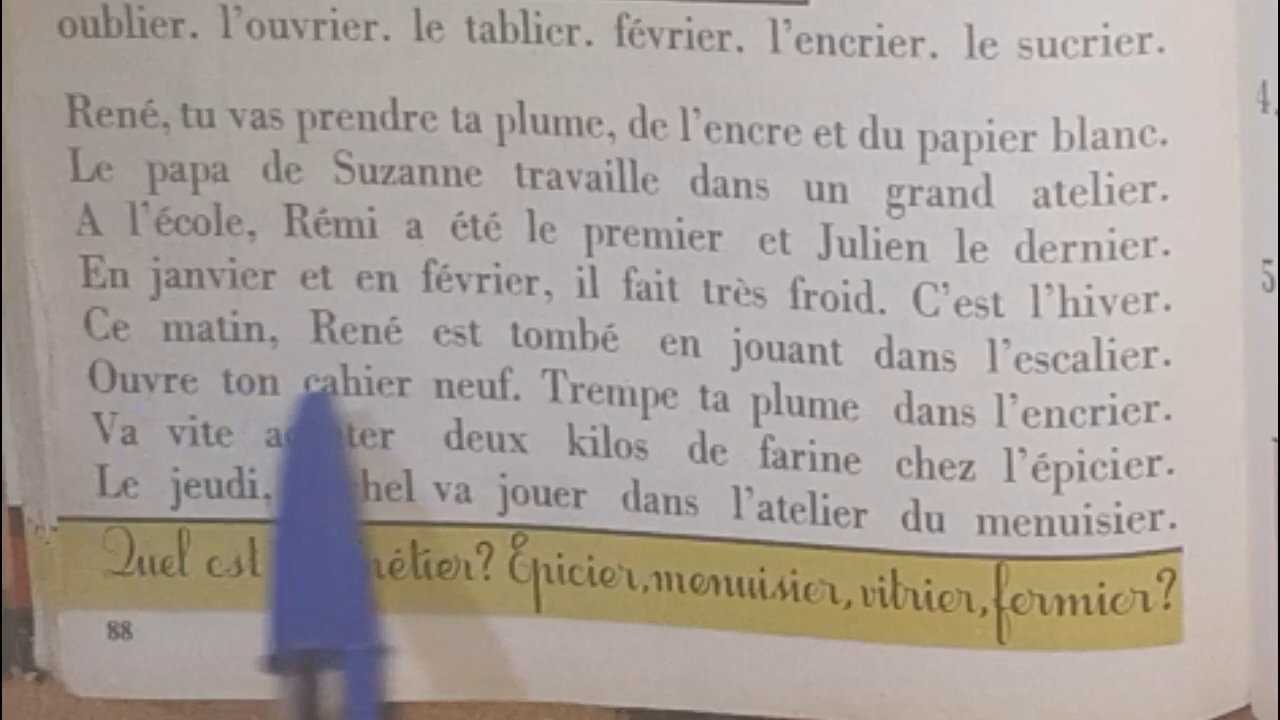 oublier. l'ouvrier. le tablier. février. l'encrier. le sucrier.
René, tu vas prendre ta plume, de l'encre et du papier blanc.
Le papa de Suzanne travaille dans un grand atelier.
A l'école, Rémi a été le premier et Julien le dernier.
En janvier et en février, il fait très froid. C'est l'hiver.
Ce matin, René est tombé en jouant dans l'escalier.
Ouvre ton cahier neuf. Trempe ta plume dans l'encrier.
Va vite deux kilos de farine chez l'épicier.
Le jeudi, va jouer dans l'atelier du menuisier.
Quel est métier? Épicier, menuisier, vitrier, fermier?
88
4
5